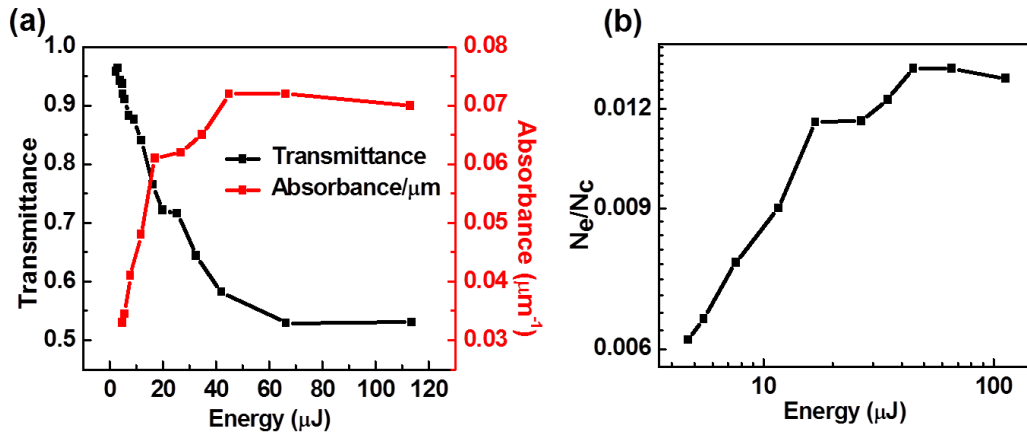 (a)
1.0
0.9
0.8
0.7
0.6
0.5
Transmittance
0 20 40 60 80 100 120
Energy (μJ)
Transmittance
Absorbance/μm
0.08
0.07
0.06
0.05
0.04
0.03
Absorbance (μm⁻¹)
(b)
0.012
0.009
0.006
Ne/Nc
10 100
Energy (μJ)